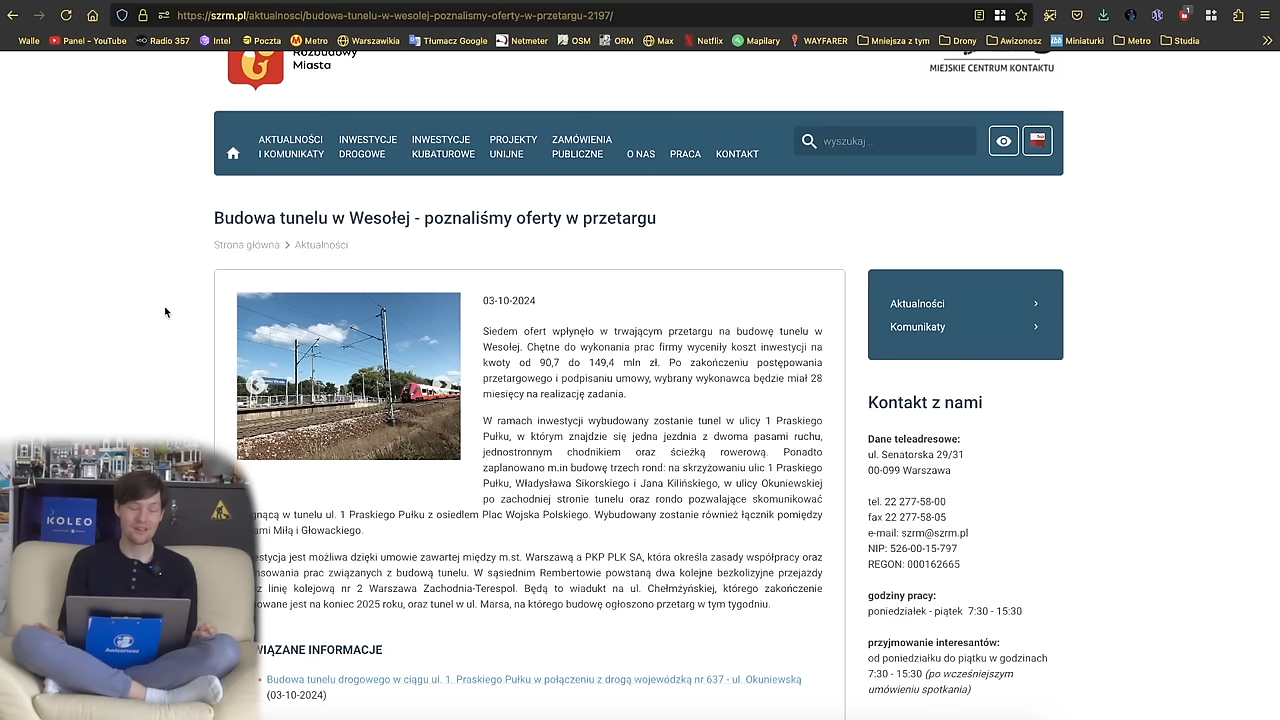 https://szrm.pl/aktualnosci/budowa-tunelu-w-wesolej-poznalismy-oferty-w-przetargu-2197/
Walle Panel - YouTube Radio 357 Intel Poczta Metro Warszawikia Tłumacz Google Netmeter OSM ORM Max Netflix Mapilary WAYFARER Mniejsza z tym Drony Awizonosz Miniaturki Metro Studia
Rozbudowy
Miasta
MIEJSKIE CENTRUM KONTAKTU
AKTUALNOŚCI I KOMUNIKATY
INWESTYCJE DROGOWE
INWESTYCJE KUBATUROWE
PROJEKTY UNIJNE
ZAMÓWIENIA PUBLICZNE
O NAS
PRACA
KONTAKT
wyszukaj ...
Budowa tunelu w Wesołej - poznaliśmy oferty w przetargu
Strona główna > Aktualności
03-10-2024
Siedem ofert wpłynęło w trwającym przetargu na budowę tunelu w
Wesołej. Chętne do wykonania prac firmy wyceniły koszt inwestycji na
kwoty od 90,7 do 149,4 mln zł. Po zakończeniu postępowania
przetargowego i podpisaniu umowy, wybrany wykonawca będzie miał 28
miesięcy na realizację zadania.
W ramach inwestycji wybudowany zostanie tunel w ulicy 1 Praskiego
Pułku, w którym znajdzie się jedna jezdnia z dwoma pasami ruchu,
jednostronnym chodnikiem oraz ścieżką rowerową. Ponadto
zaplanowano m.in budowę trzech rond: na skrzyżowaniu ulic 1 Praskiego
Pułku, Władysława Sikorskiego i Jana Kilińskiego, w ulicy Okuniewskiej
po zachodniej stronie tunelu oraz rondo pozwalające skomunikować
gnącą w tunelu ul. 1 Praskiego Pułku z osiedlem Plac Wojska Polskiego. Wybudowany zostanie również łącznik pomiędzy
ami Miłą i Głowackiego.
estycja jest możliwa dzięki umowie zawartej między m.st. Warszawą a PKP PLK SA, która określa zasady współpracy oraz
nsowania prac związanych z budową tunelu. W sąsiednim Rembertowie powstaną dwa kolejne bezkolizyjne przejazdy
z linię kolejową nr 2 Warszawa Zachodnia-Terespol. Będą to wiadukt na ul. Chełmżyńskiej, którego zakończenie
owane jest na koniec 2025 roku, oraz tunel w ul. Marsa, na którego budowę ogłoszono przetarg w tym tygodniu.
WIĄZANE INFORMACJE
Budowa tunelu drogowego w ciągu ul. 1. Praskiego Pułku w połączeniu z drogą wojewódzką nr 637 - ul. Okuniewską
(03-10-2024)
Aktualności
Komunikaty
Kontakt z nami
Dane teleadresowe:
ul. Senatorska 29/31
00-099 Warszawa
tel. 22 277-58-00
fax 22 277-58-05
e-mail: szrm@szrm.pl
NIP: 526-00-15-797
REGON: 000162665
godziny pracy:
poniedziałek - piątek 7:30 - 15:30
przyjmowanie interesantów:
od poniedziałku do piątku w godzinach
7:30 - 15:30 (po wcześniejszym
umówieniu spotkania)
KOLEO
Awizonosz